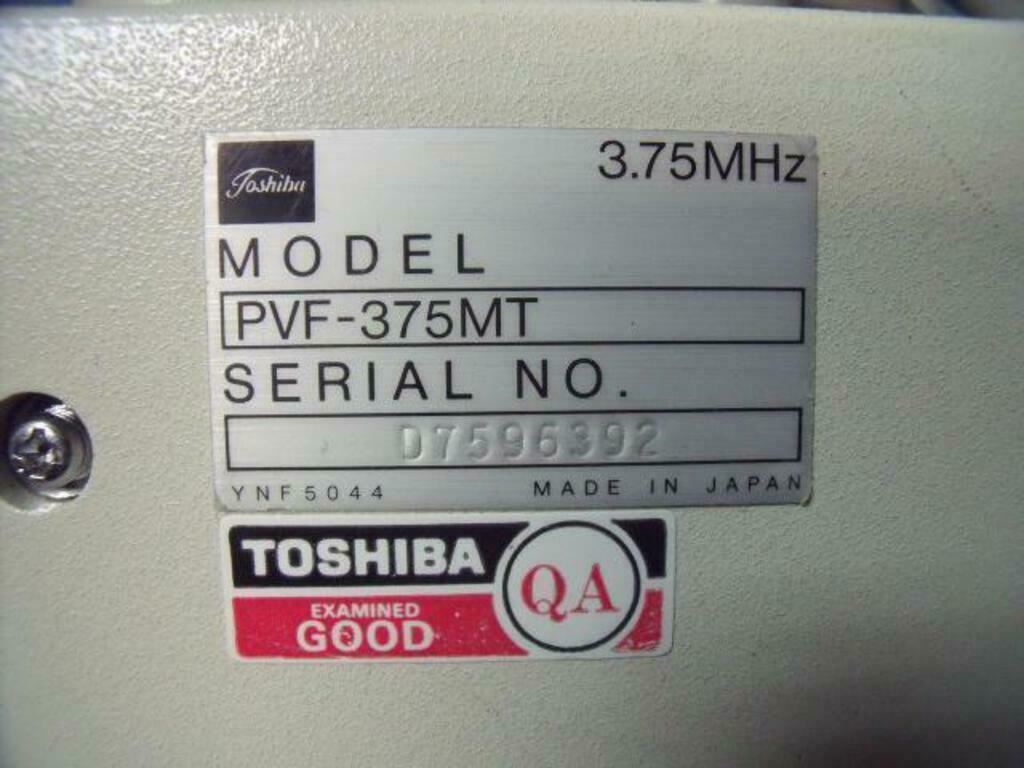 Toshiba
3.75MHz
MODEL
PVF-375MT
SERIAL NO.
D7596392
YNF5044 MADE IN JAPAN
TOSHIBA
QA
EXAMINED
GOOD